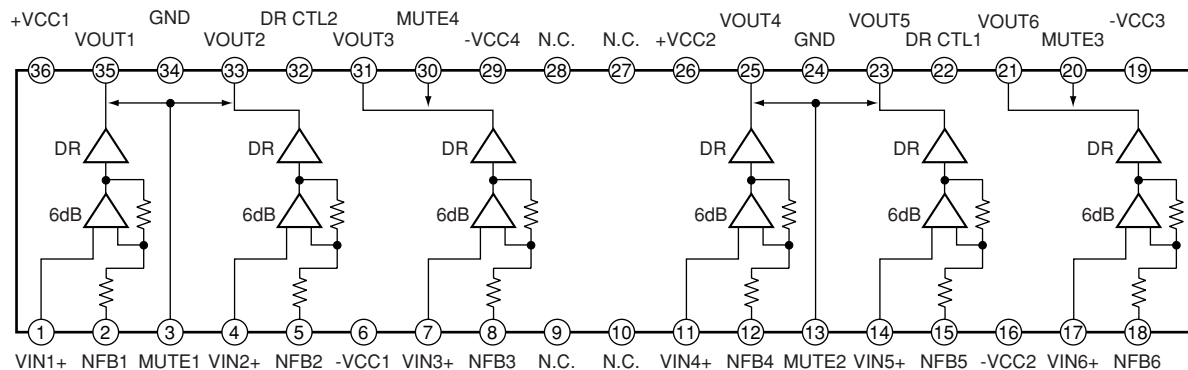 +VCC1 GND DR CTL2 MUTE4 VOUT4 VOUT5 VOUT6 -VCC3
VOUT1 VOUT2 VOUT3 -VCC4 N.C. N.C. +VCC2 GND DR CTL1 MUTE3
36 35 34 33 32 31 30 29 28 27 26 25 24 23 22 21 20 19
DR DR DR DR DR DR
6dB 6dB 6dB 6dB 6dB 6dB
1 2 3 4 5 6 7 8 9 10 11 12 13 14 15 16 17 18
VIN1+ NFB1 MUTE1 VIN2+ NFB2 -VCC1 VIN3+ NFB3 N.C. N.C. VIN4+ NFB4 MUTE2 VIN5+ NFB5 -VCC2 VIN6+ NFB6